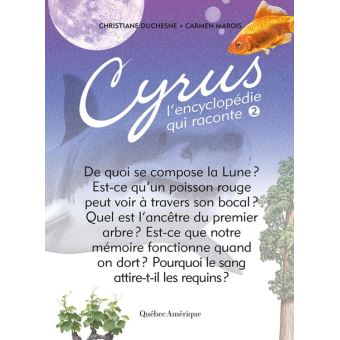 CHRISTIANE DUCHESNE • CARMEN MAROIS
Cyrus
l'encyclopédie
qui raconte 2
De quoi se compose la Lune ?
Est-ce qu'un poisson rouge
peut voir à travers son bocal ?
Quel est l'ancêtre du premier
arbre ? Est-ce que notre
mémoire fonctionne quand
on dort ? Pourquoi le sang
attire-t-il les requins ?
Québec Amérique